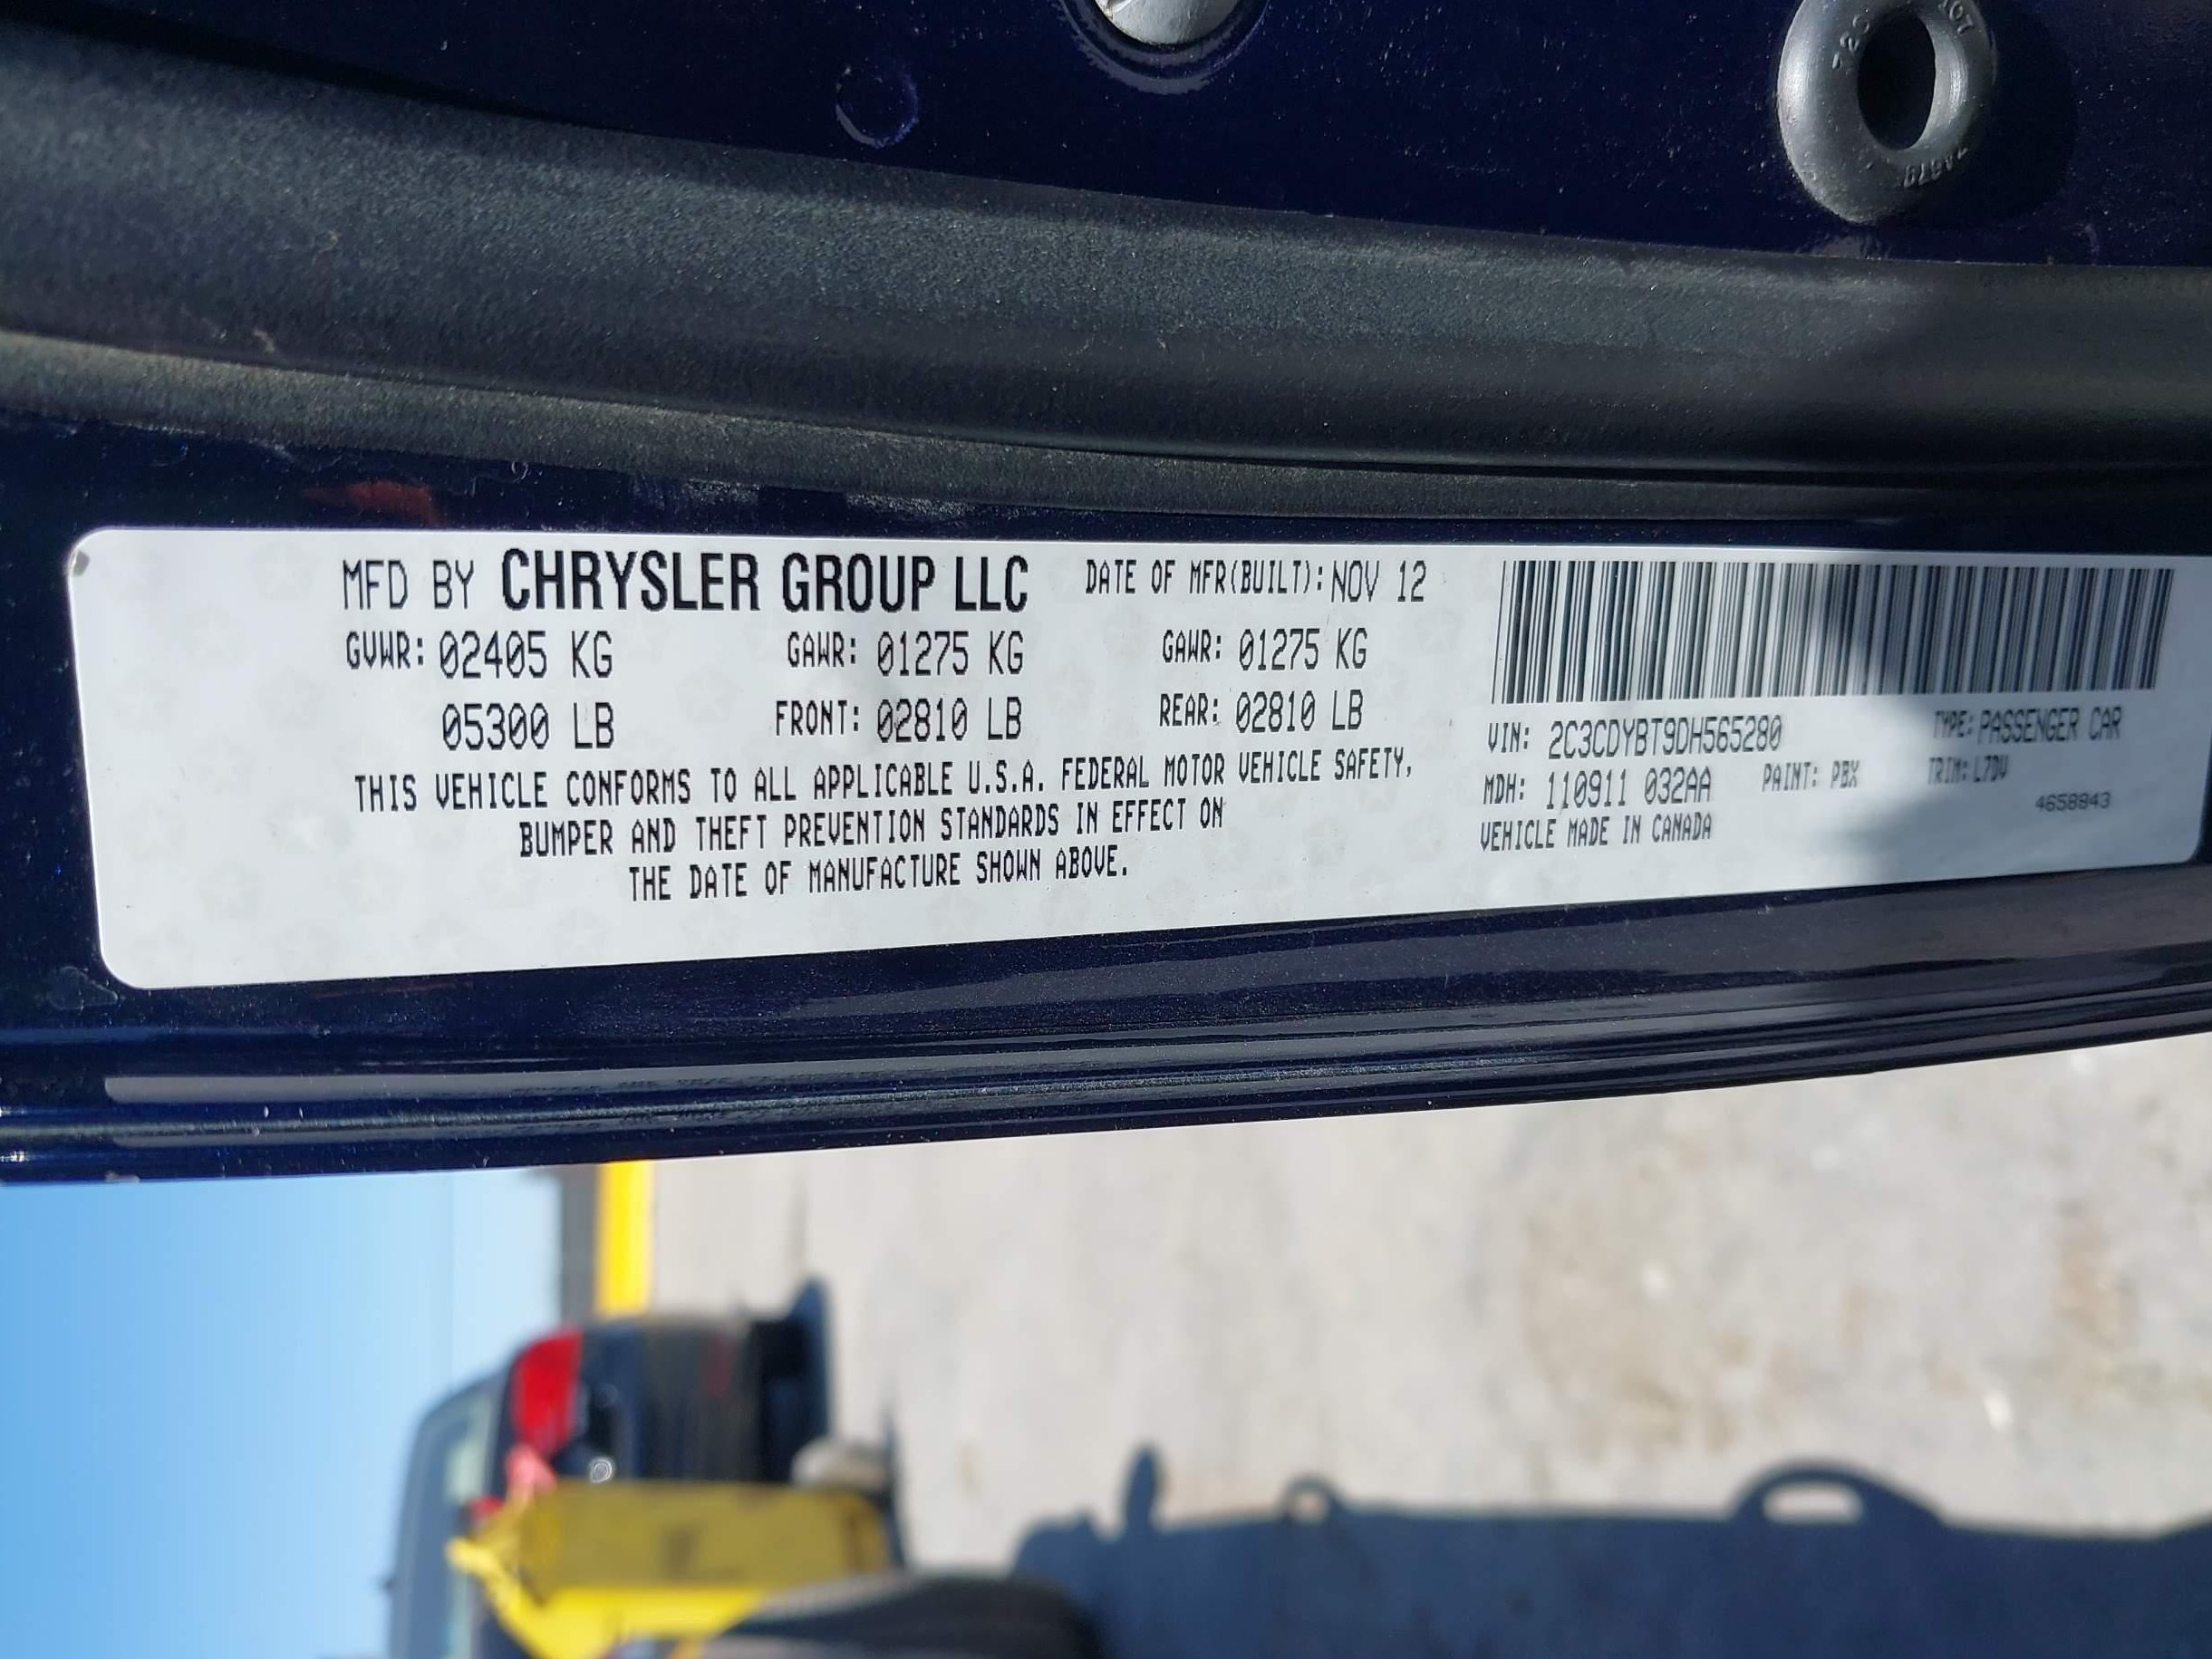 MFD BY CHRYSLER GROUP LLC DATE OF MFR(BUILT): NOV 12
GVWR: 02405 KG GAWR: 01275 KG GAWR: 01275 KG
05300 LB FRONT: 02810 LB REAR: 02810 LB
THIS VEHICLE CONFORMS TO ALL APPLICABLE U.S.A. FEDERAL MOTOR VEHICLE SAFETY,
BUMPER AND THEFT PREVENTION STANDARDS IN EFFECT ON
THE DATE OF MANUFACTURE SHOWN ABOVE.
VIN: 2C3CDYBT9DH565280 TYPE: PASSENGER CAR
MDH: 110911 032AA PAINT: PBX TRIM: L7DV
VEHICLE MADE IN CANADA 4658843